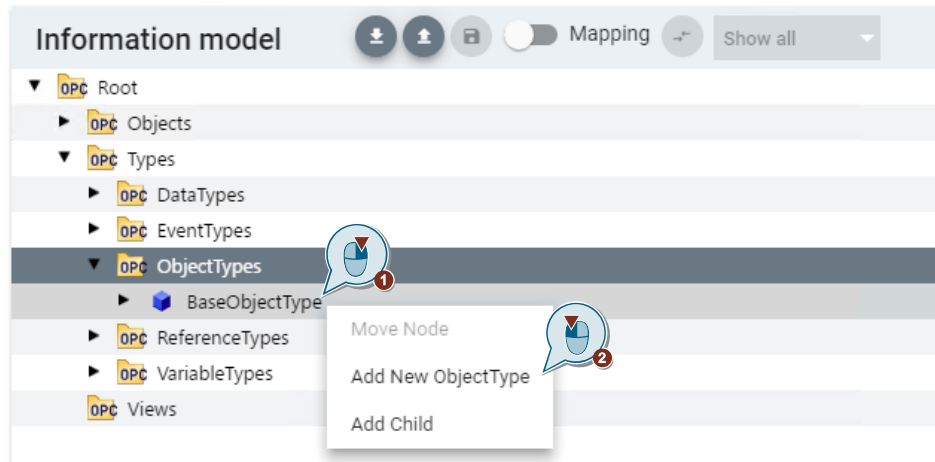 Information model Mapping Show all
OPC Root
OPC Objects
OPC Types
OPC DataTypes
OPC EventTypes
OPC ObjectTypes
1
BaseObjectType
Move Node
OPC ReferenceTypes
2
Add New ObjectType
OPC VariableTypes
OPC Views
Add Child